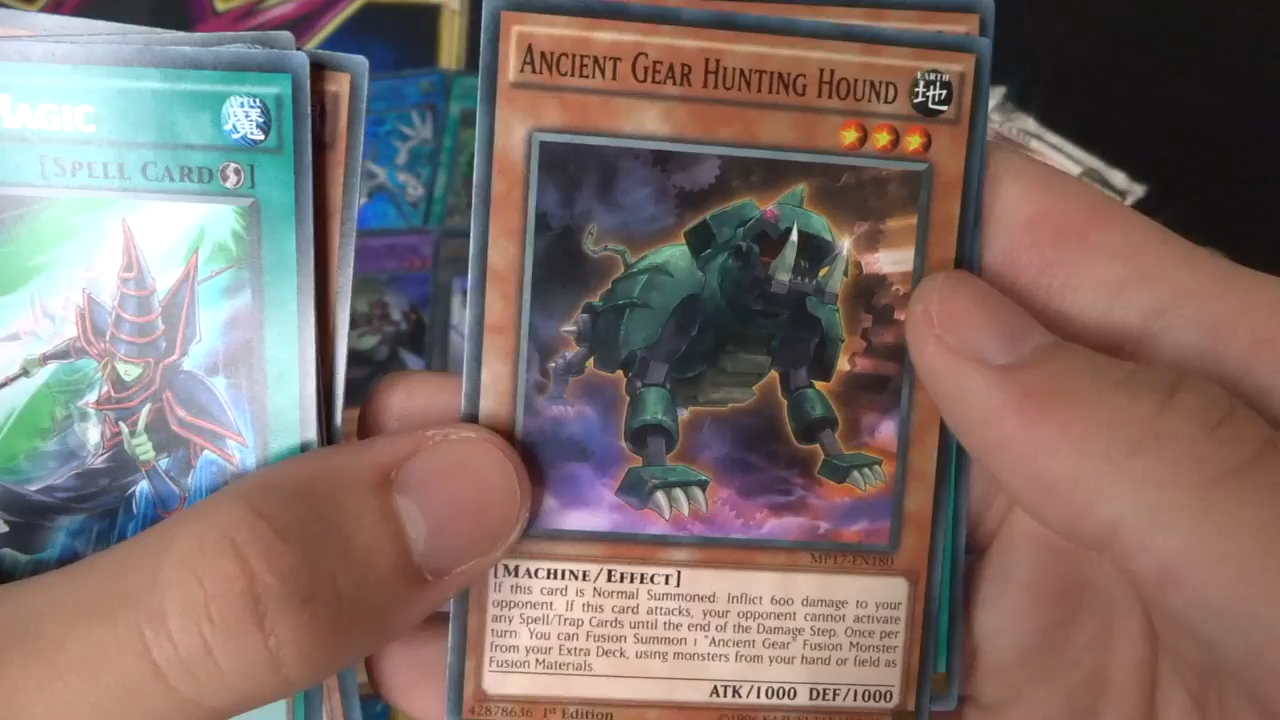 MAGIC
[SPELL CARD]
SPELL
魔
ANCIENT GEAR HUNTING HOUND
EARTH
地
MP17-EN180
[MACHINE/EFFECT]
If this card is Normal Summoned: Inflict 600 damage to your
opponent. If this card attacks, your opponent cannot activate
any Spell/Trap Cards until the end of the Damage Step. Once per
turn: You can Fusion Summon 1 "Ancient Gear" Fusion Monster
from your Extra Deck, using monsters from your hand or field as
Fusion Materials.
ATK/1000 DEF/1000
42878636 1st Edition